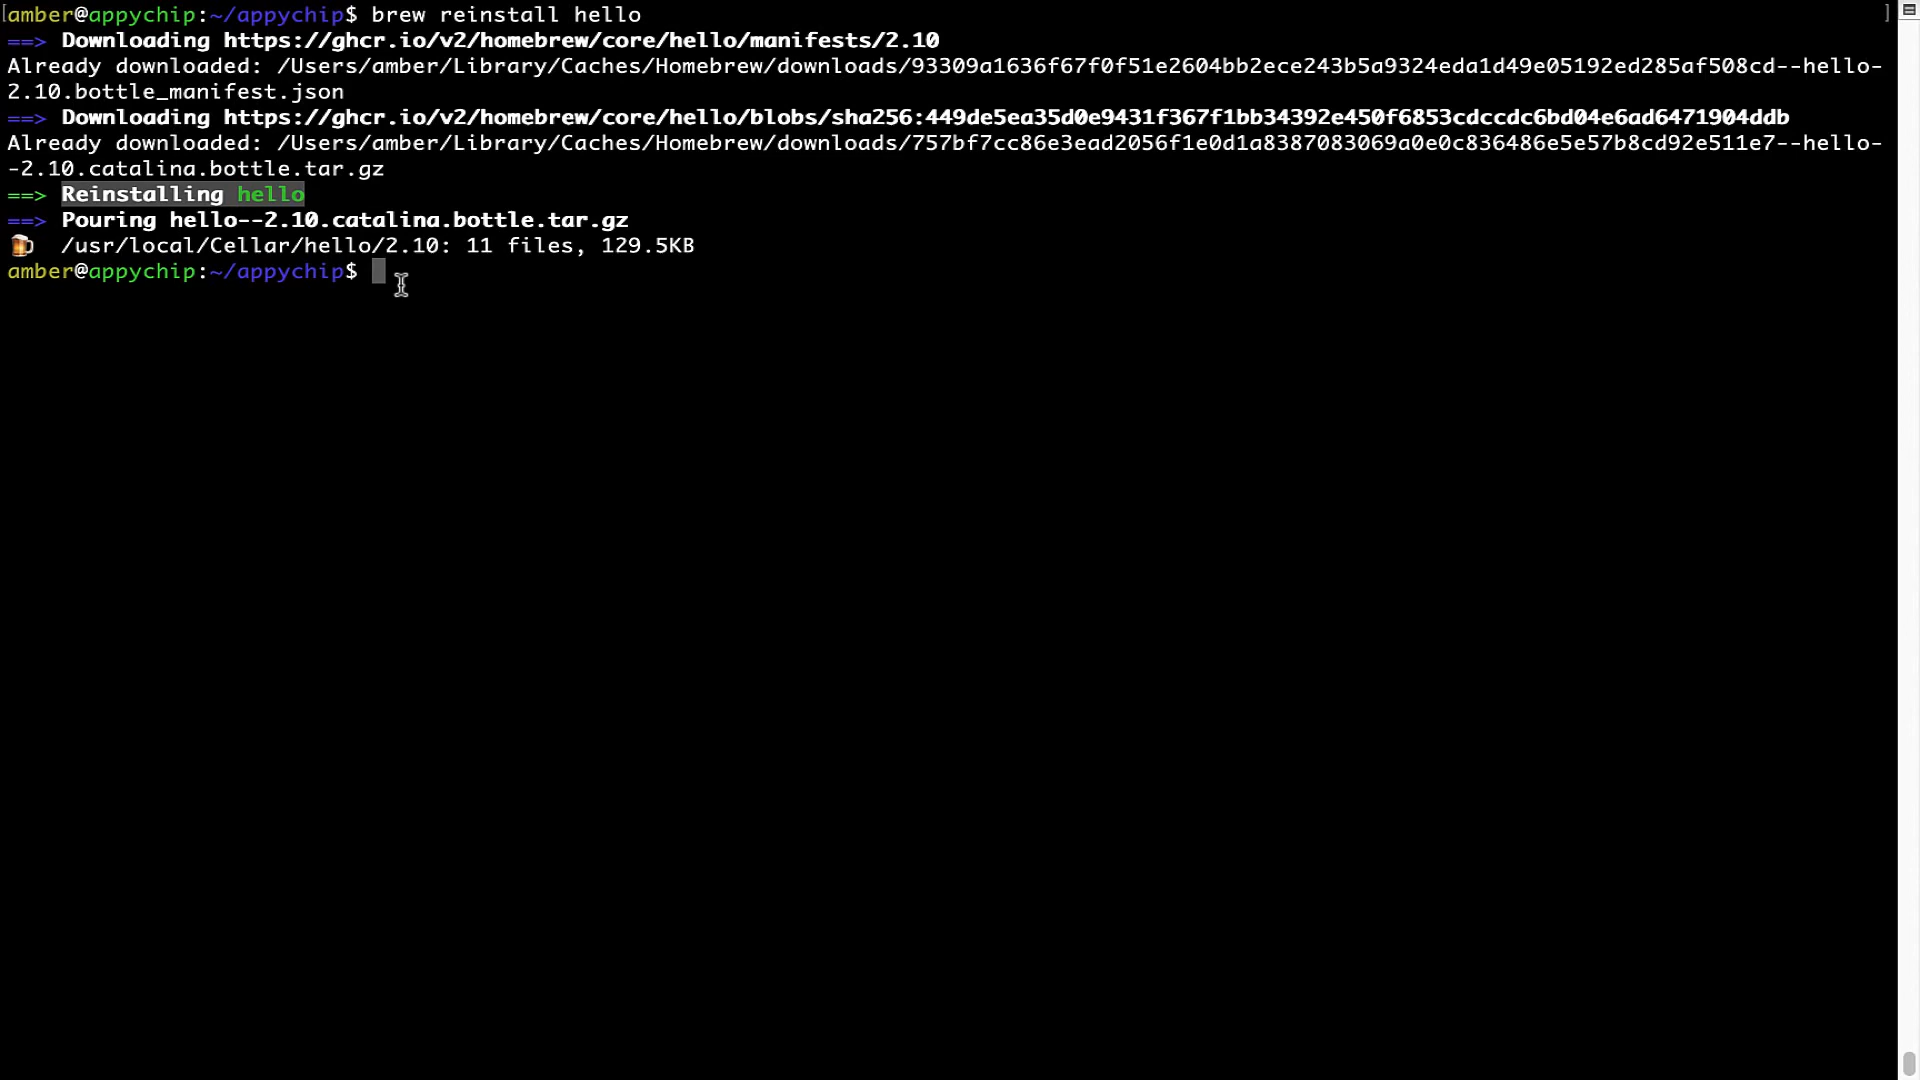 [amber@appychip:~/appychip$ brew reinstall hello ]
==> Downloading https://ghcr.io/v2/homebrew/core/hello/manifests/2.10
Already downloaded: /Users/amber/Library/Caches/Homebrew/downloads/93309a1636f67f0f51e2604bb2ece243b5a9324eda1d49e05192ed285af508cd--hello-
2.10.bottle_manifest.json
==> Downloading https://ghcr.io/v2/homebrew/core/hello/blobs/sha256:449de5ea35d0e9431f367f1bb34392e450f6853cdccdc6bd04e6ad6471904ddb
Already downloaded: /Users/amber/Library/Caches/Homebrew/downloads/757bf7cc86e3ead2056f1e0d1a8387083069a0e0c836486e5e57b8cd92e511e7--hello-
-2.10.catalina.bottle.tar.gz
==> Reinstalling hello
==> Pouring hello--2.10.catalina.bottle.tar.gz
🍺 /usr/local/Cellar/hello/2.10: 11 files, 129.5KB
amber@appychip:~/appychip$